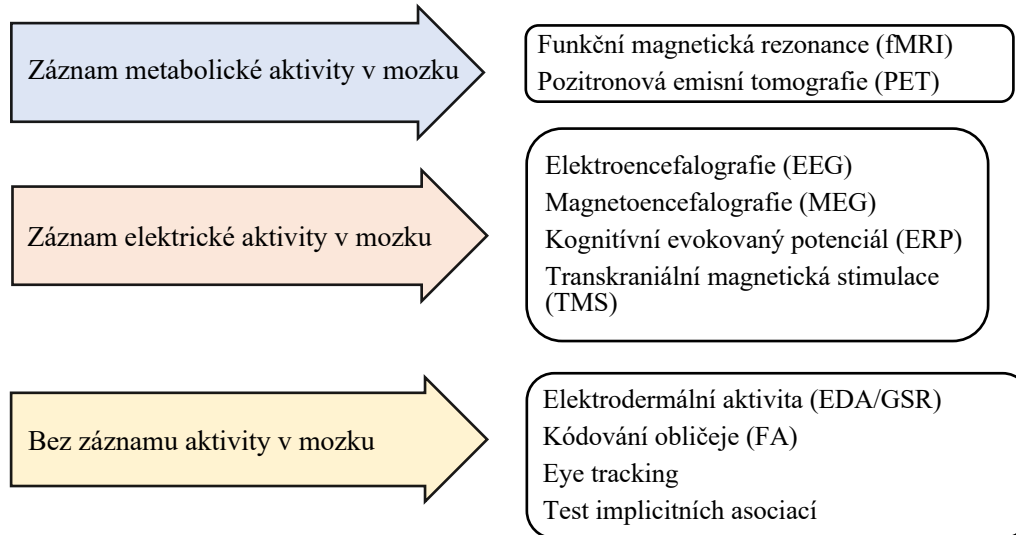 Záznam metabolické aktivity v mozku
Funkční magnetická rezonance (fMRI)
Pozitronová emisní tomografie (PET)
Záznam elektrické aktivity v mozku
Elektroencefalografie (EEG)
Magnetoencefalografie (MEG)
Kognitívní evokovaný potenciál (ERP)
Transkraniální magnetická stimulace
(TMS)
Bez záznamu aktivity v mozku
Elektrodermální aktivita (EDA/GSR)
Kódování obličeje (FA)
Eye tracking
Test implicitních asociací